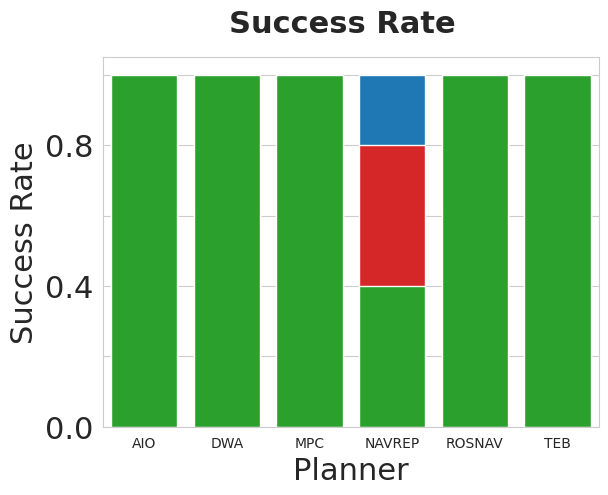 Success Rate
Success Rate
0.8
0.4
0.0
AIO DWA MPC NAVREP ROSNAV TEB
Planner